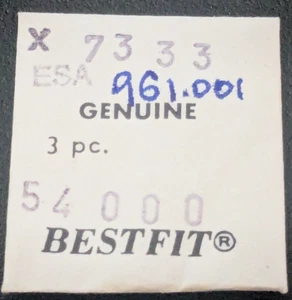 X 7333
ESA 961.001
GENUINE
3 pc.
54000
BESTFIT®